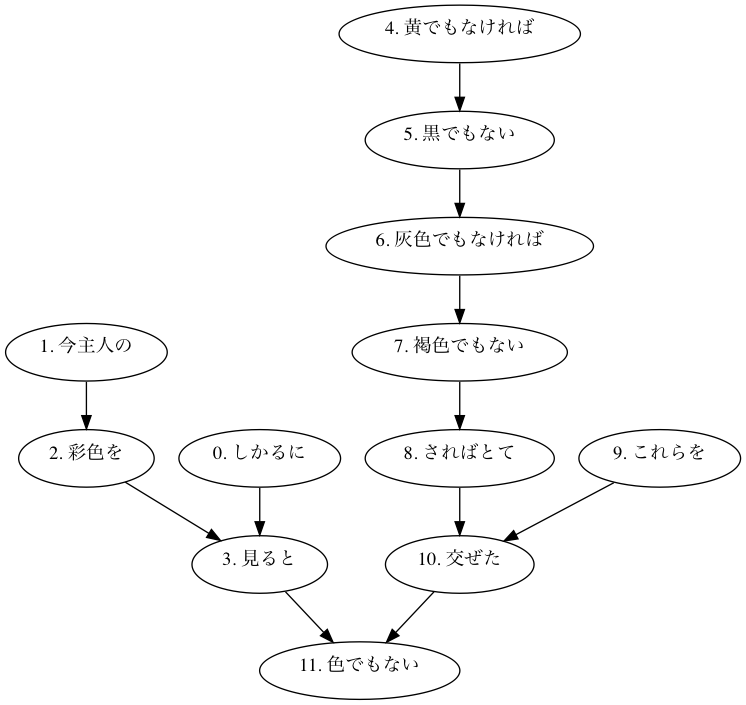 4. 黄でもなければ
5. 黒でもない
6. 灰色でもなければ
7. 褐色でもない
1. 今主人の
2. 彩色を
0. しかるに
8. さればとて
9. これらを
3. 見ると
10. 交ぜた
11. 色でもない